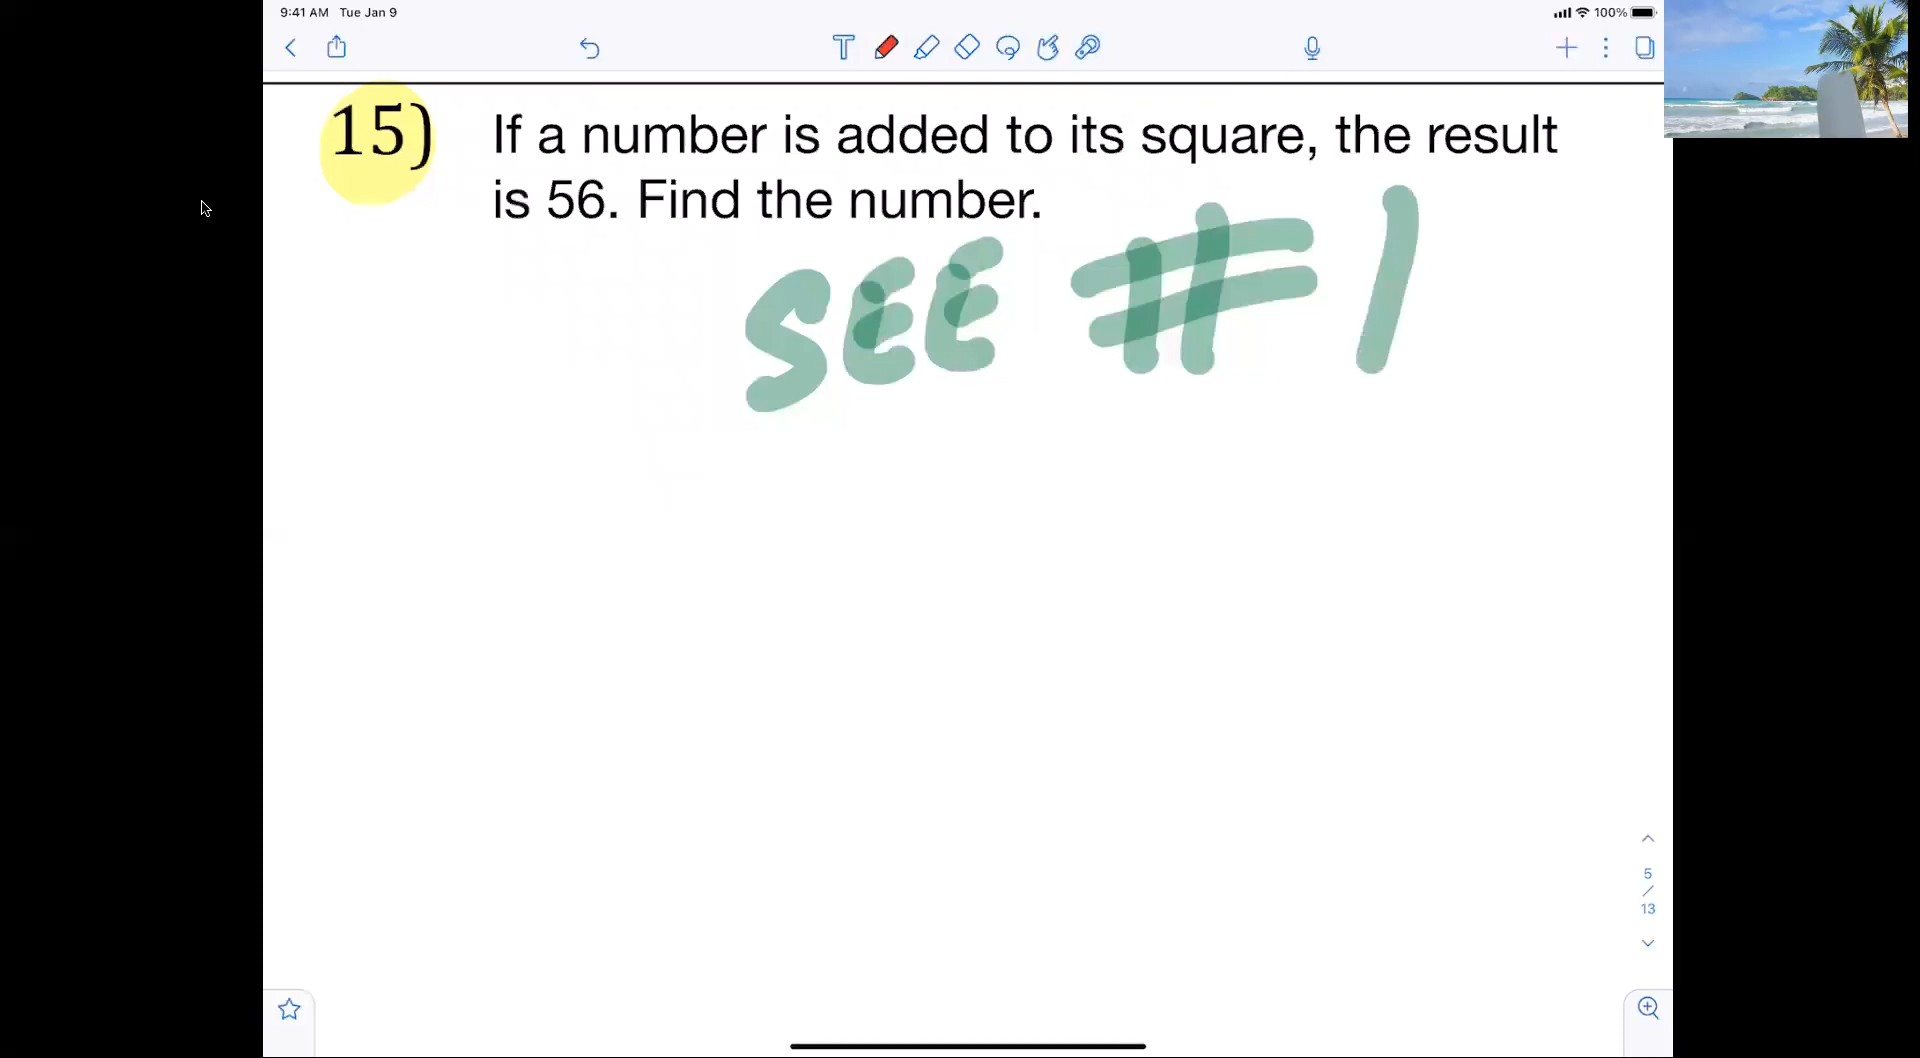 9:41 AM Tue Jan 9
100%
T
15) If a number is added to its square, the result
is 56. Find the number.
SEE # 1
5
/
13